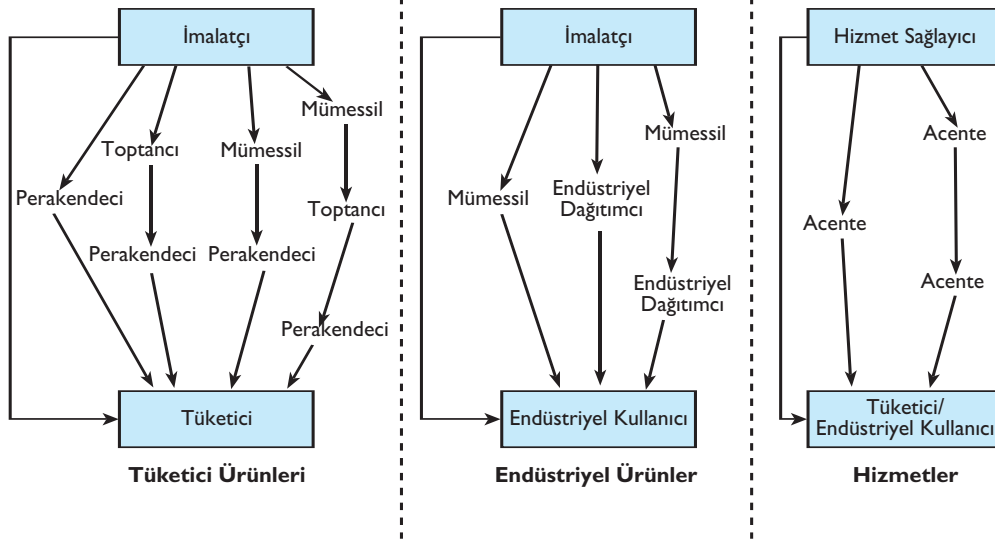 İmalatçı
Mümessil
Toptancı
Mümessil
Perakendeci
Toptancı
Perakendeci
Perakendeci
Perakendeci
Tüketici
Tüketici Ürünleri
İmalatçı
Mümessil
Mümessil
Endüstriyel
Dağıtımcı
Endüstriyel
Dağıtımcı
Endüstriyel Kullanıcı
Endüstriyel Ürünler
Hizmet Sağlayıcı
Acente
Acente
Acente
Tüketici/
Endüstriyel Kullanıcı
Hizmetler